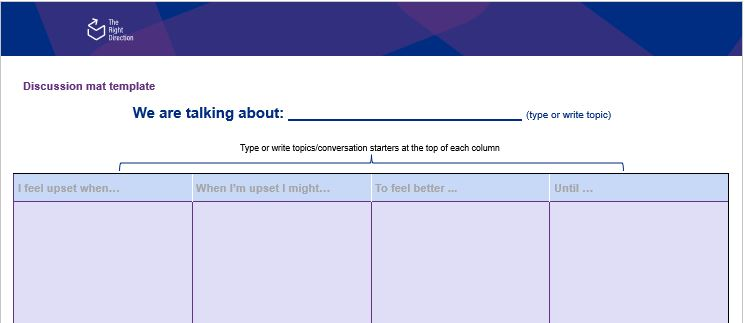 The
Right
Direction
Discussion mat template
We are talking about: ______________________ (type or write topic)
Type or write topics/conversation starters at the top of each column
I feel upset when…
When I'm upset I might…
To feel better ...
Until ...